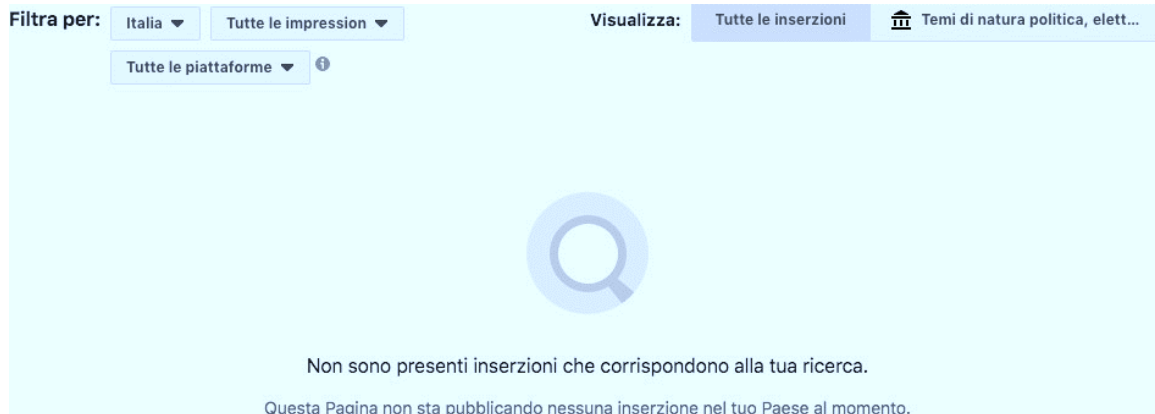 Filtra per: Italia Tutte le impression Visualizza: Tutte le inserzioni Temi di natura politica, elett...
Tutte le piattaforme
Non sono presenti inserzioni che corrispondono alla tua ricerca.
Questa Pagina non sta pubblicando nessuna inserzione nel tuo Paese al momento.